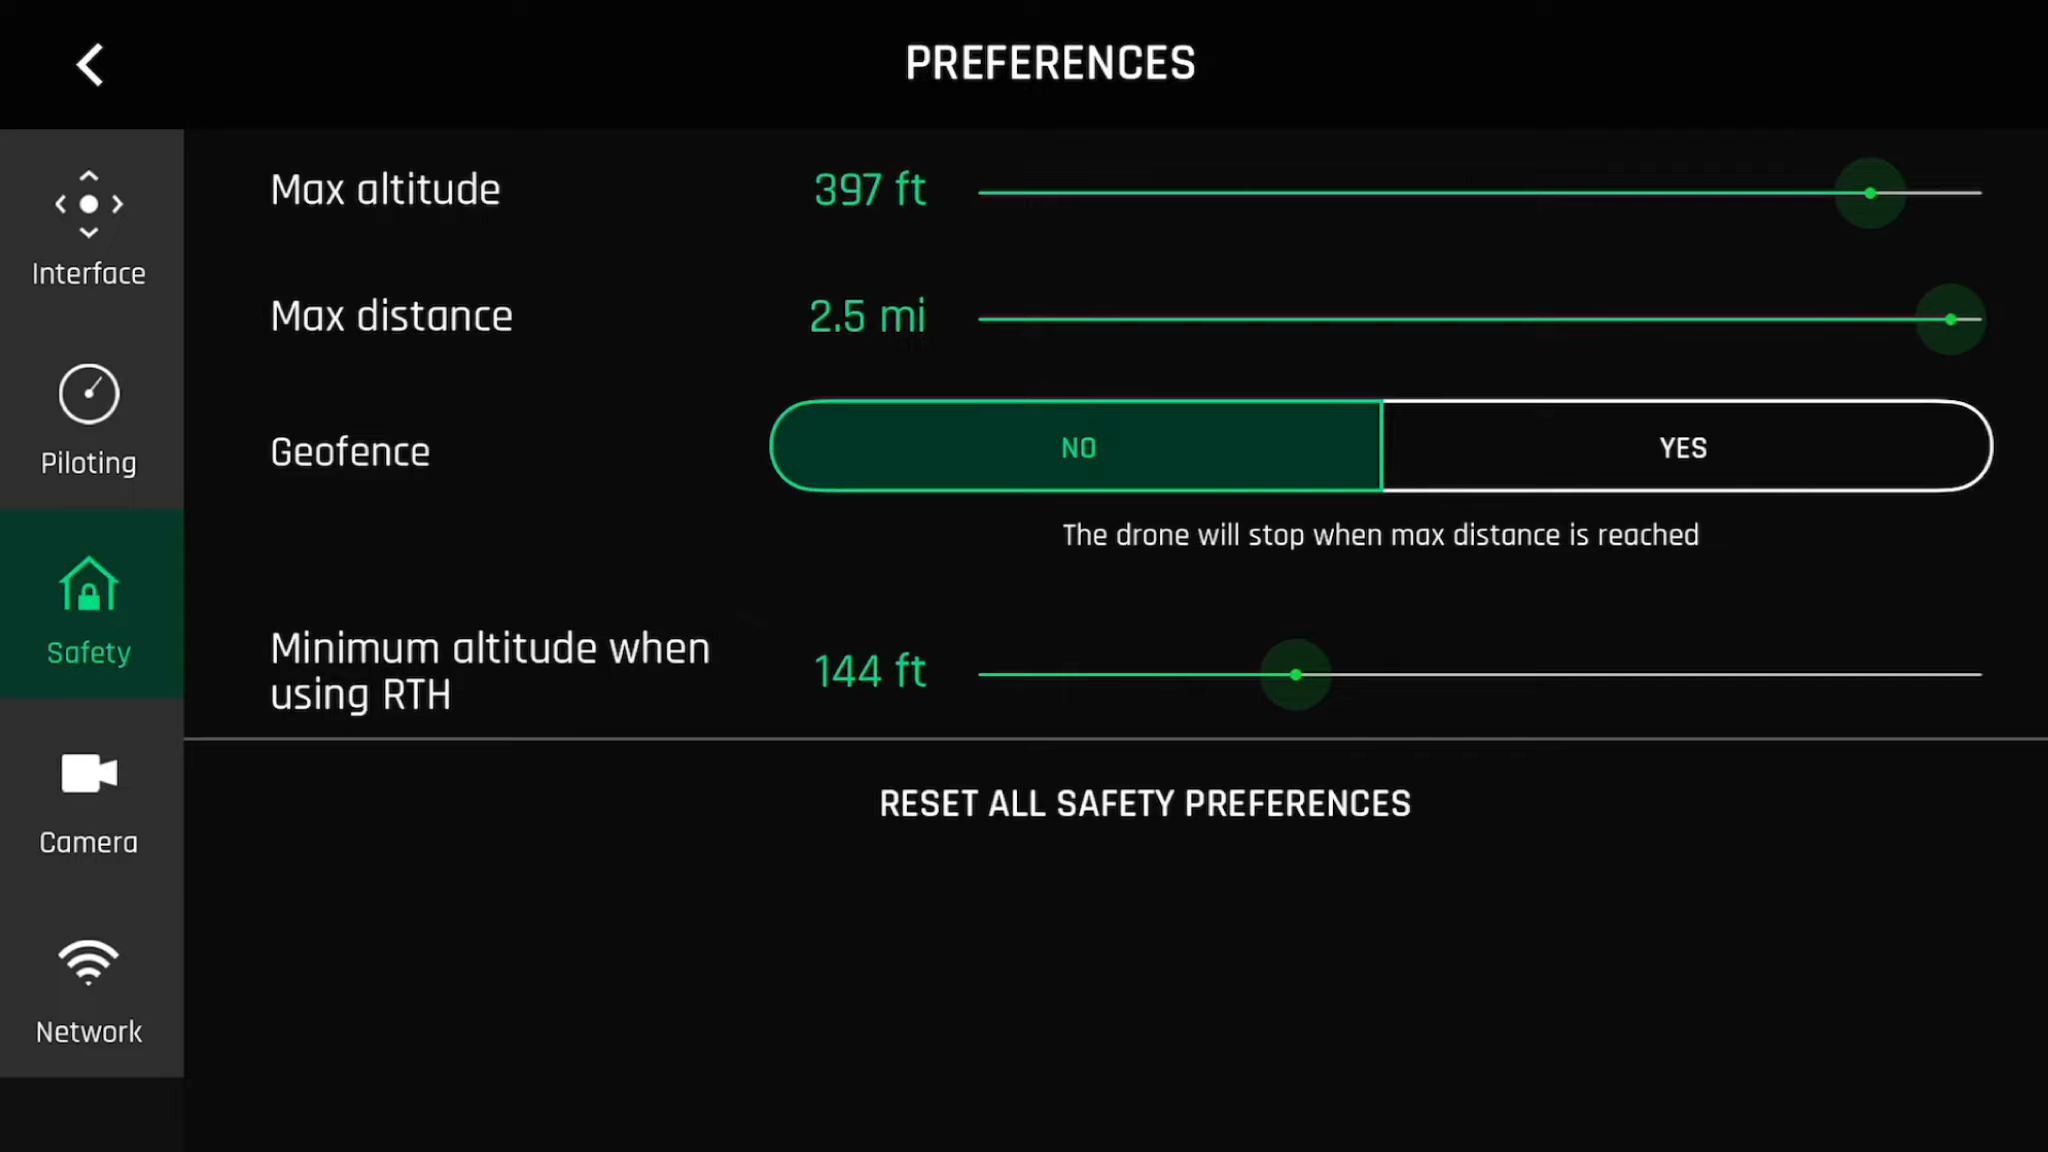 PREFERENCES
Interface
Piloting
Safety
Camera
Network
Max altitude 397 ft
Max distance 2.5 mi
Geofence NO YES
The drone will stop when max distance is reached
Minimum altitude when
using RTH 144 ft
RESET ALL SAFETY PREFERENCES